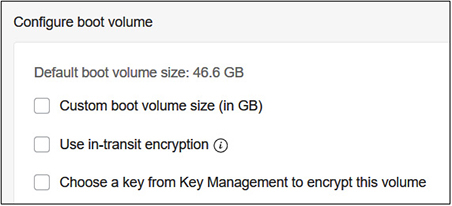 Configure boot volume
Default boot volume size: 46.6 GB
Custom boot volume size (in GB)
Use in-transit encryption
Choose a key from Key Management to encrypt this volume